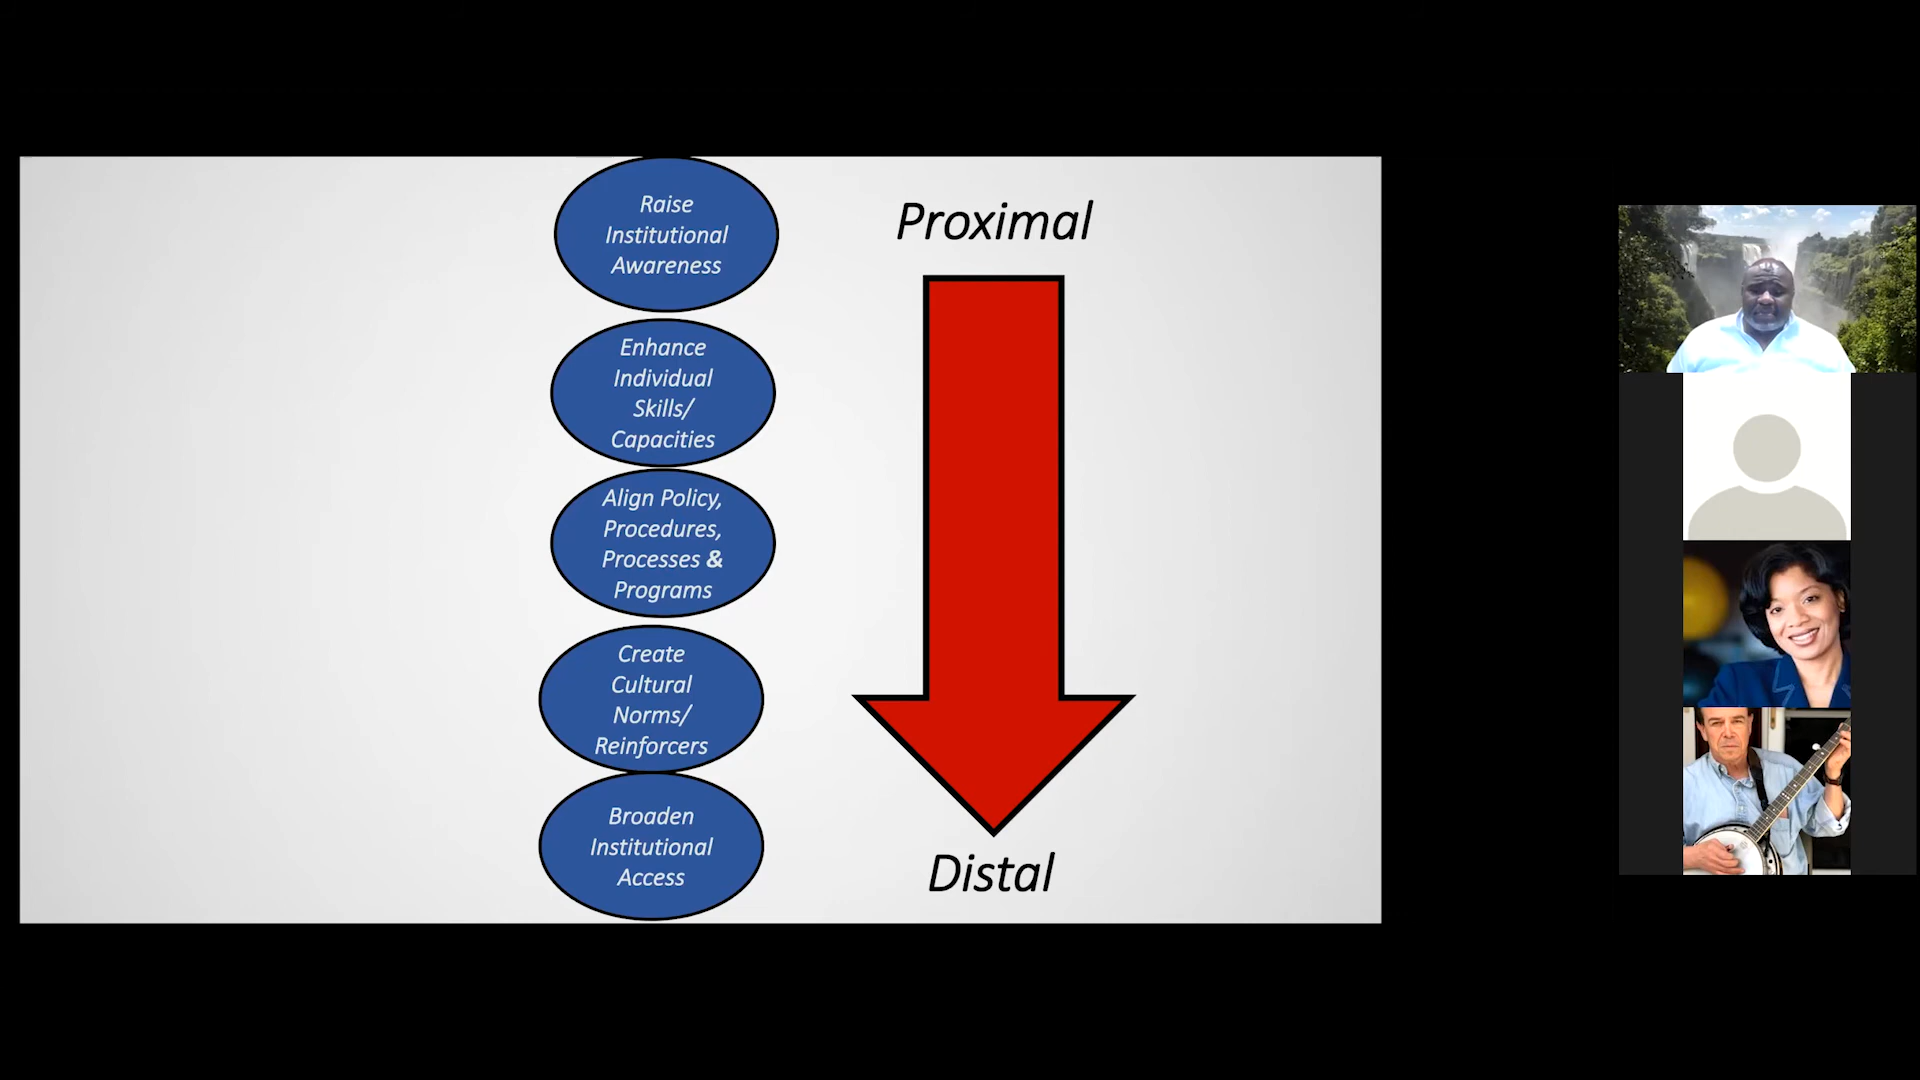 Raise
Institutional
Awareness
Enhance
Individual
Skills/
Capacities
Align Policy,
Procedures,
Processes &
Programs
Create
Cultural
Norms/
Reinforcers
Broaden
Institutional
Access
Proximal
Distal